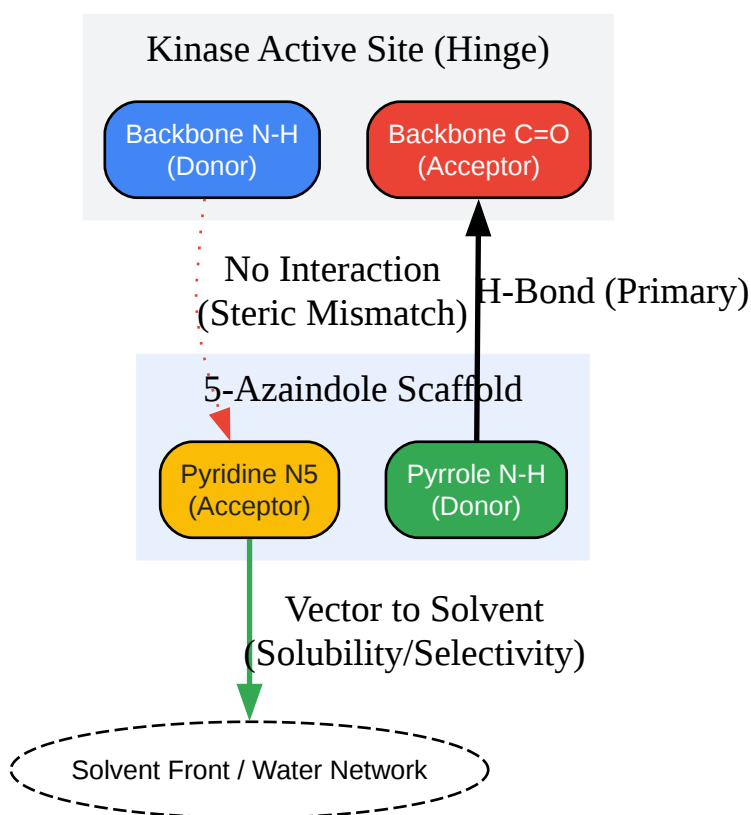 Kinase Active Site (Hinge)
Backbone N-H
(Donor)
Backbone C=O
(Acceptor)
No Interaction
(Steric Mismatch)
H-Bond (Primary)
5-Azaindole Scaffold
Pyridine N5
(Acceptor)
Pyrrole N-H
(Donor)
Vector to Solvent
(Solubility/Selectivity)
Solvent Front / Water Network